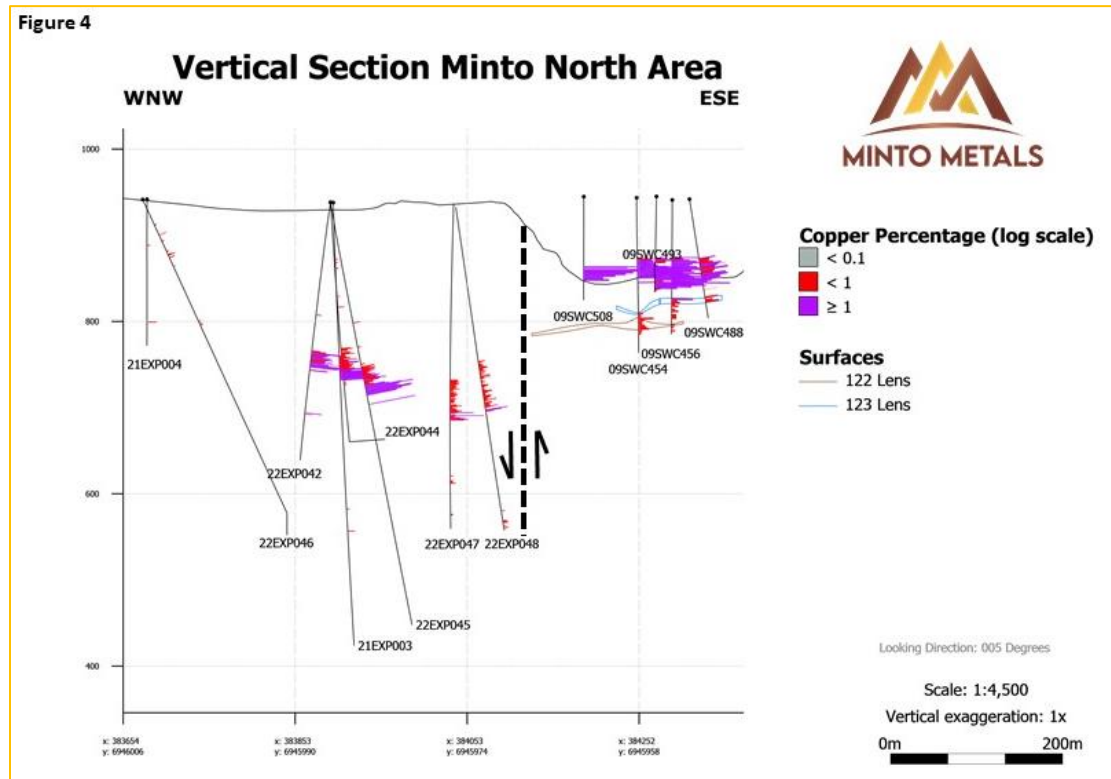 Figure 4
Vertical Section Minto North Area
WNW
ESE
MINTO METALS
Copper Percentage (log scale)
< 0.1
< 1
≥ 1
Surfaces
122 Lens
123 Lens
1000
800
600
400
09SWC493
09SWC508
09SWC488
09SWC456
09SWC454
21EXP004
22EXP044
22EXP042
22EXP046
22EXP047
22EXP048
22EXP045
21EXP003
Looking Direction: 005 Degrees
Scale: 1:4,500
Vertical exaggeration: 1x
0m
200m
x: 383654
y: 6946006
x: 383853
y: 6945990
x: 384053
y: 6945974
x: 384252
y: 6945958